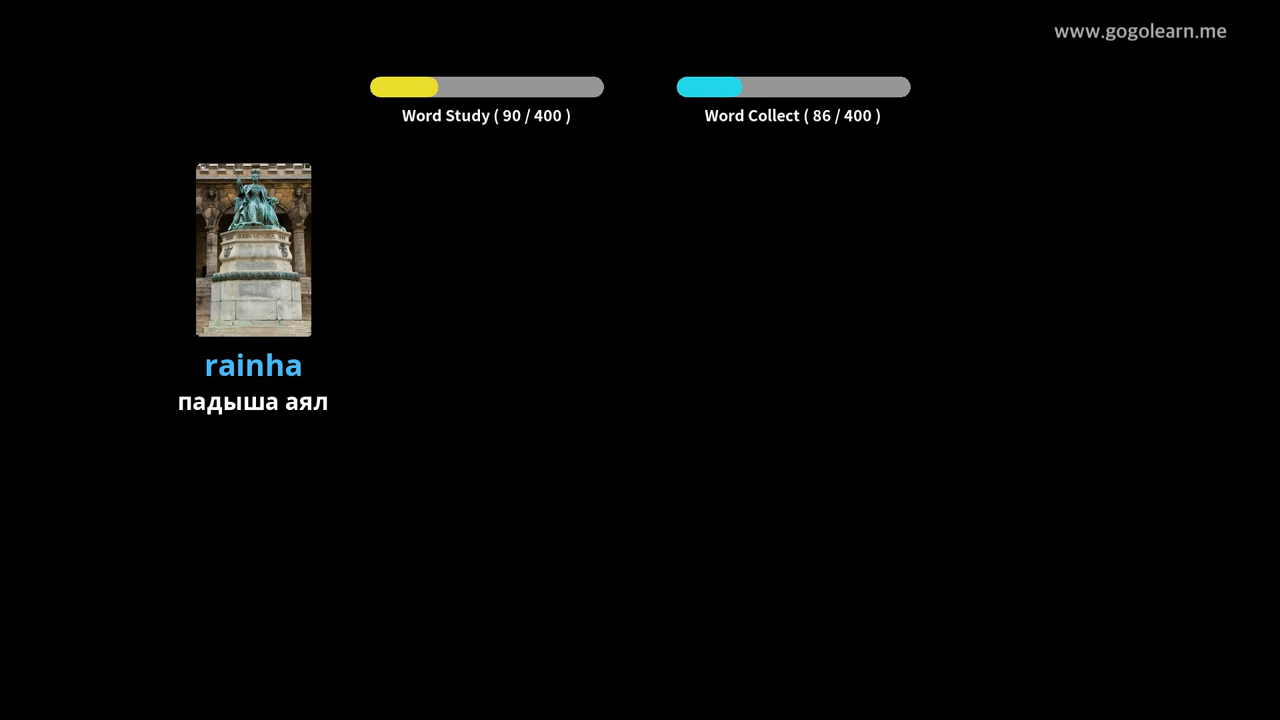 www.gogolearn.me
Word Study ( 90 / 400 )
Word Collect ( 86 / 400 )
rainha
падыша аял